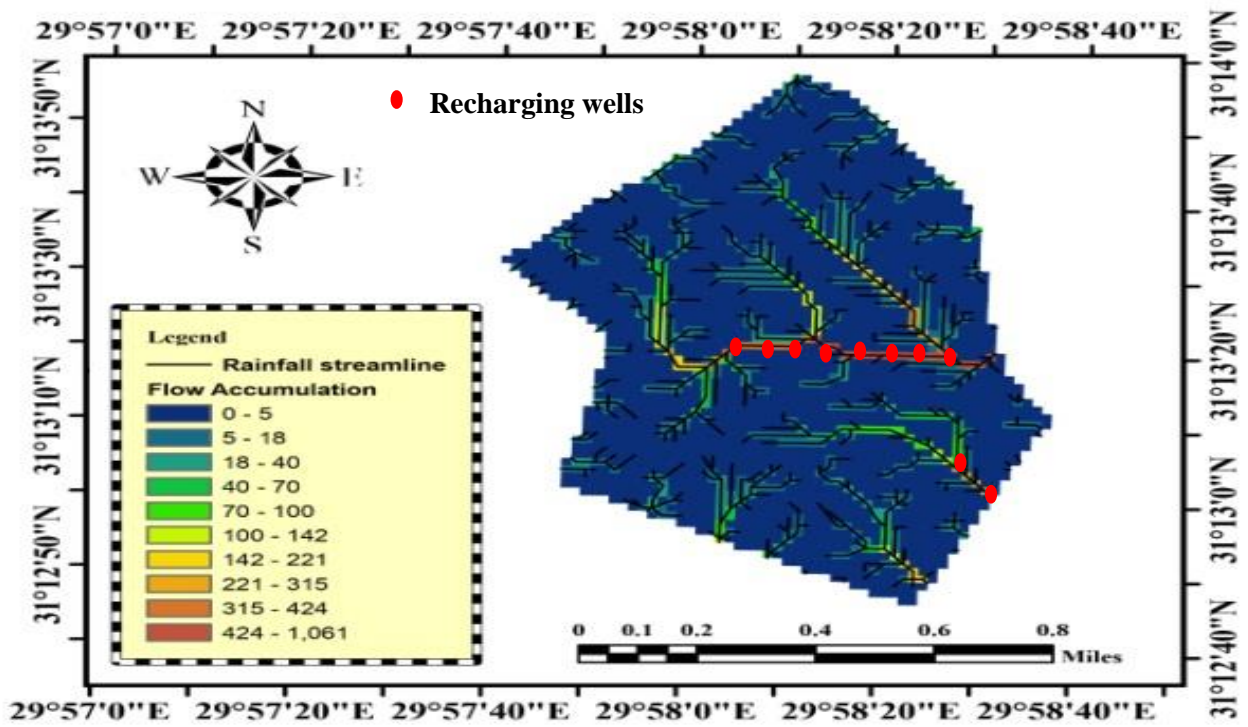 29°57'0"E 29°57'20"E 29°57'40"E 29°58'0"E 29°58'20"E 29°58'40"E
31°13'50"N
31°13'30"N
31°13'10"N
31°12'50"N
31°14'0"N
31°13'40"N
31°13'20"N
31°13'0"N
31°12'40"N
Recharging wells
N
W E
S
Legend
Rainfall streamline
Flow Accumulation
0 - 5
5 - 18
18 - 40
40 - 70
70 - 100
100 - 142
142 - 221
221 - 315
315 - 424
424 - 1,061
0 0.1 0.2 0.4 0.6 0.8
Miles
29°57'0"E 29°57'20"E 29°57'40"E 29°58'0"E 29°58'20"E 29°58'40"E